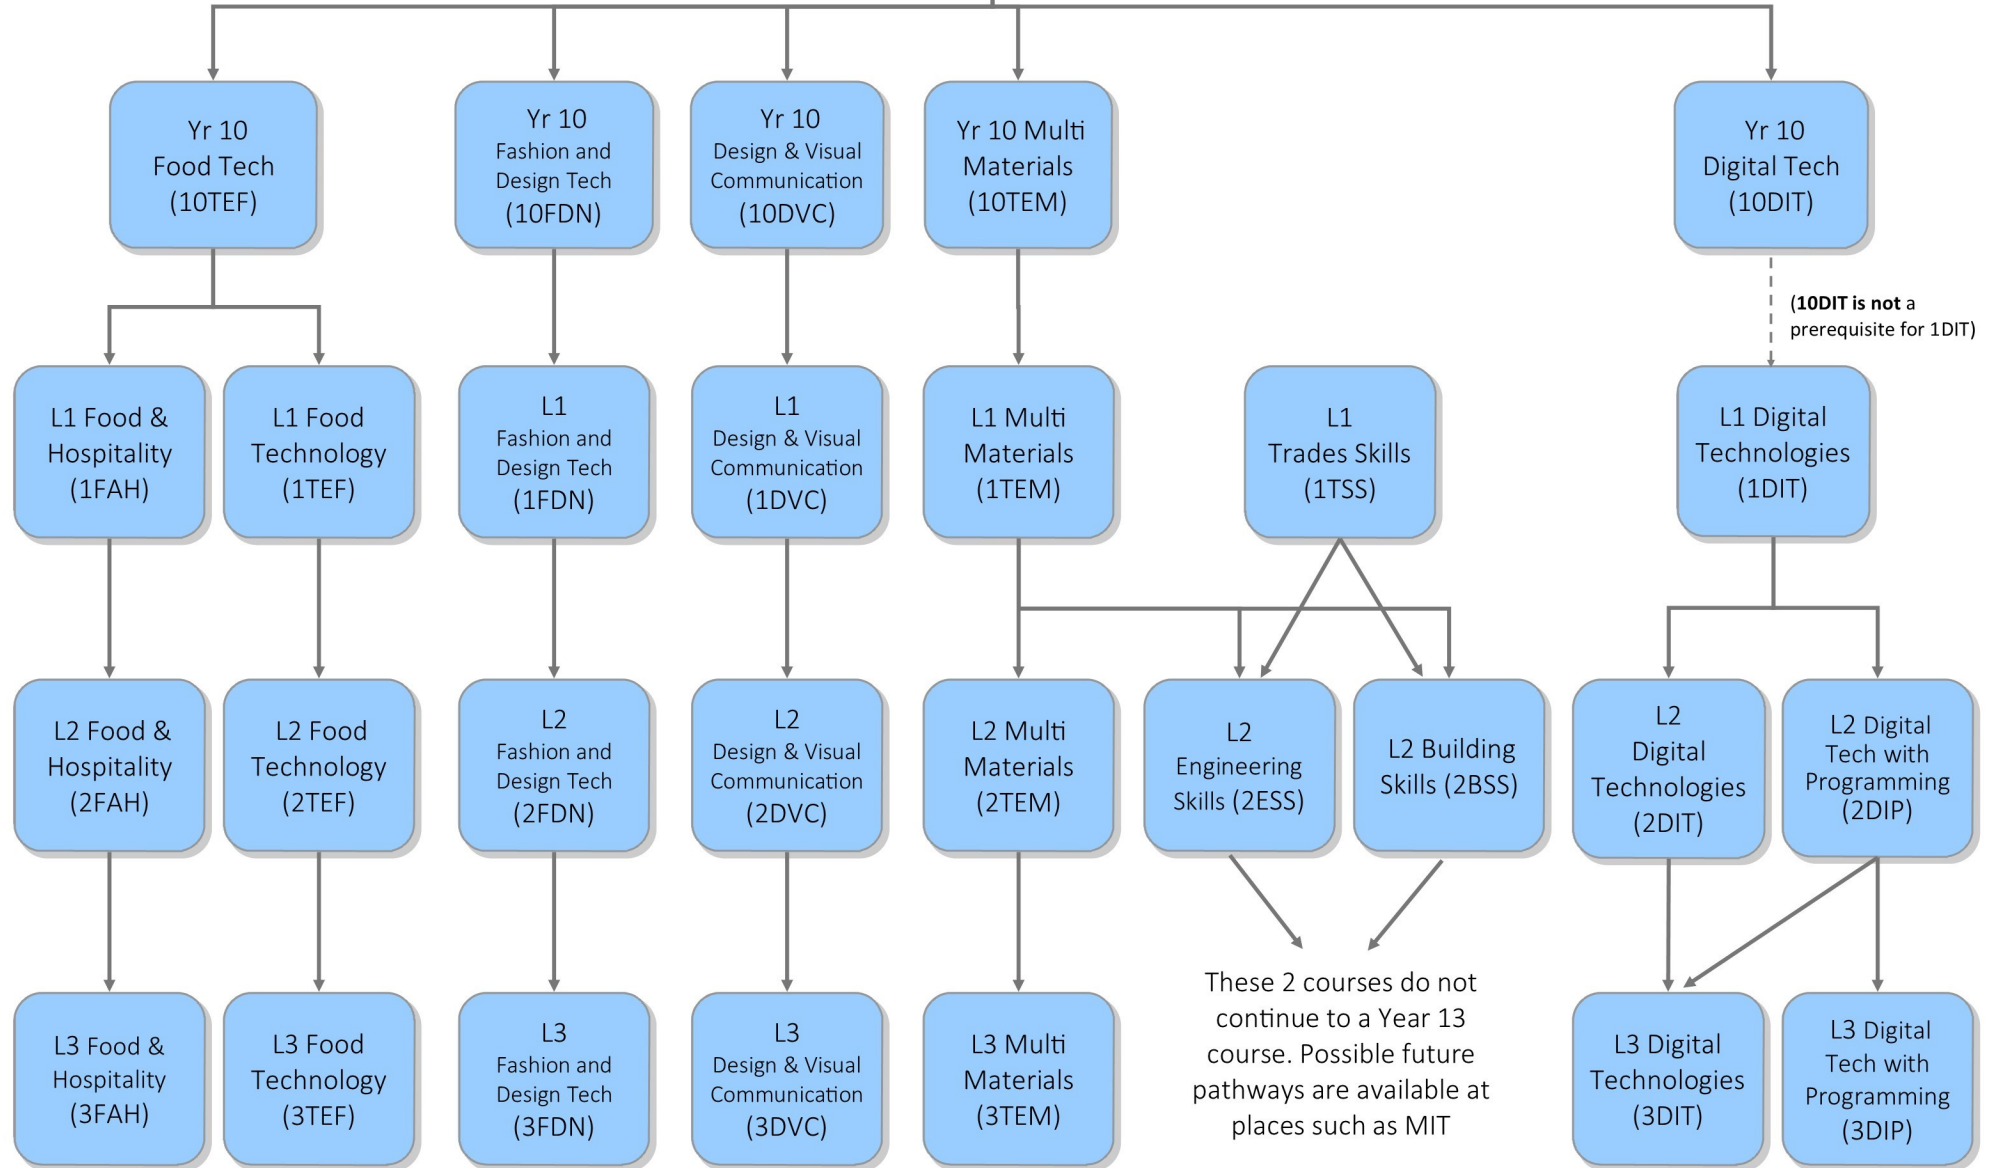 Yr 10
Food Tech
(10TEF)
Yr 10
Fashion and
Design Tech
(10FDN)
Yr 10
Design & Visual
Communication
(10DVC)
Yr 10 Multi
Materials
(10TEM)
Yr 10
Digital Tech
(10DIT)
(10DIT is not a
prerequisite for 1DIT)
L1 Food &
Hospitality
(1FAH)
L1 Food
Technology
(1TEF)
L1
Fashion and
Design Tech
(1FDN)
L1
Design & Visual
Communication
(1DVC)
L1 Multi
Materials
(1TEM)
L1
Trades Skills
(1TSS)
L1 Digital
Technologies
(1DIT)
L2 Food &
Hospitality
(2FAH)
L2 Food
Technology
(2TEF)
L2
Fashion and
Design Tech
(2FDN)
L2
Design & Visual
Communication
(2DVC)
L2 Multi
Materials
(2TEM)
L2
Engineering
Skills (2ESS)
L2 Building
Skills (2BSS)
L2
Digital
Technologies
(2DIT)
L2 Digital
Tech with
Programming
(2DIP)
L3 Food &
Hospitality
(3FAH)
L3 Food
Technology
(3TEF)
L3
Fashion and
Design Tech
(3FDN)
L3
Design & Visual
Communication
(3DVC)
L3 Multi
Materials
(3TEM)
These 2 courses do not
continue to a Year 13
course. Possible future
pathways are available at
places such as MIT
L3 Digital
Technologies
(3DIT)
L3 Digital
Tech with
Programming
(3DIP)